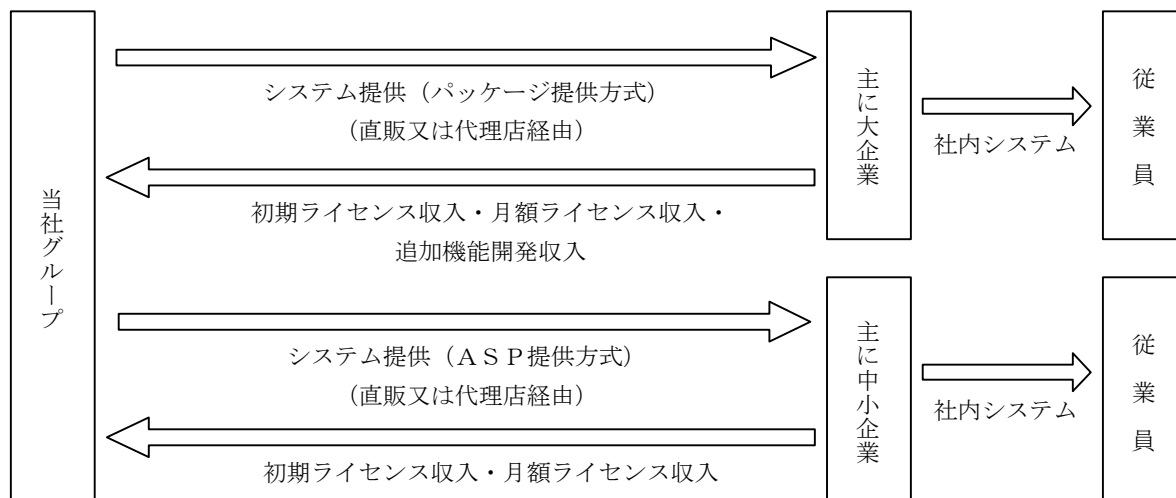 当社グループ
システム提供（パッケージ提供方式）
（直販又は代理店経由）
初期ライセンス収入・月額ライセンス収入・
追加機能開発収入
主に大企業
社内システム
従業員
システム提供（ＡＳＰ提供方式）
（直販又は代理店経由）
初期ライセンス収入・月額ライセンス収入
主に中小企業
社内システム
従業員